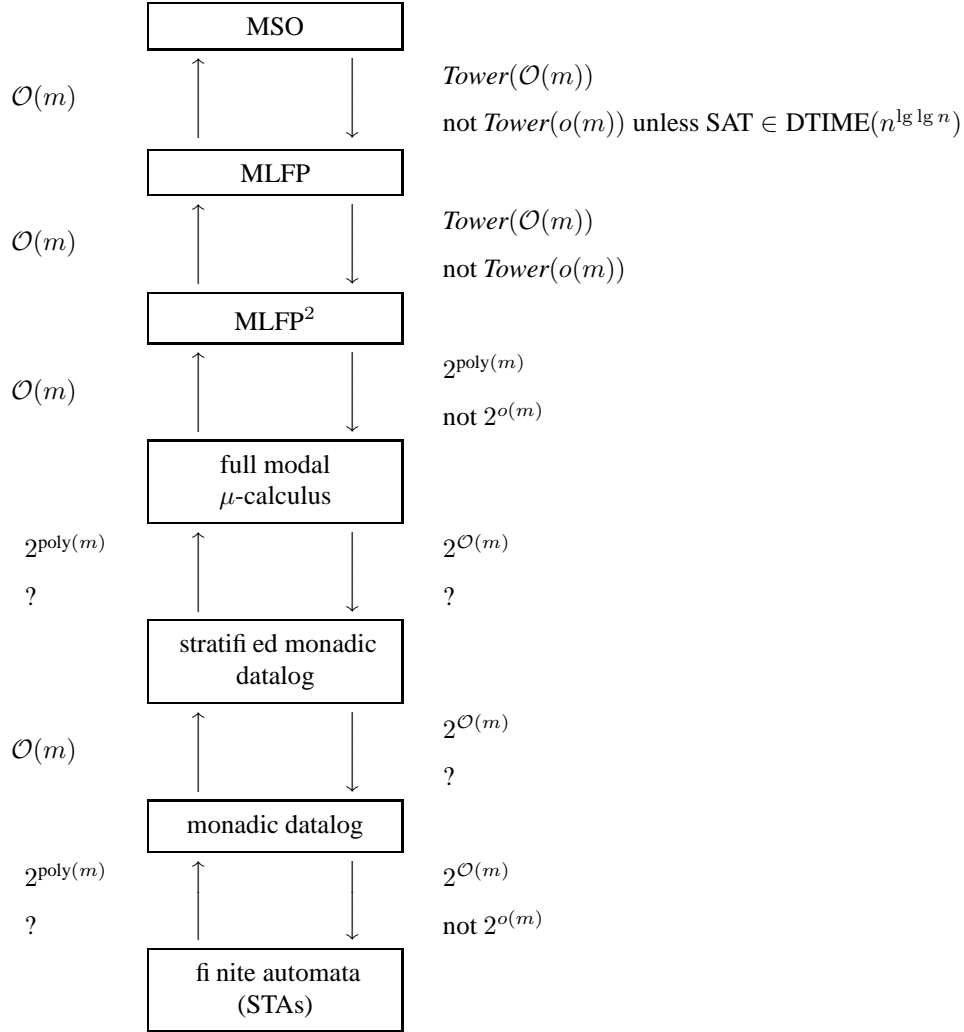 MSO
𝒪(m)
Tower(𝒪(m))
not Tower(o(m)) unless SAT ∈ DTIME(n^{lg lg n})
MLFP
𝒪(m)
Tower(𝒪(m))
not Tower(o(m))
MLFP²
𝒪(m)
2^{poly(m)}
not 2^{o(m)}
full modal
μ-calculus
2^{poly(m)}
?
2^{𝒪(m)}
?
stratifi ed monadic
datalog
𝒪(m)
2^{𝒪(m)}
?
monadic datalog
2^{poly(m)}
?
2^{𝒪(m)}
not 2^{o(m)}
fi nite automata
(STAs)